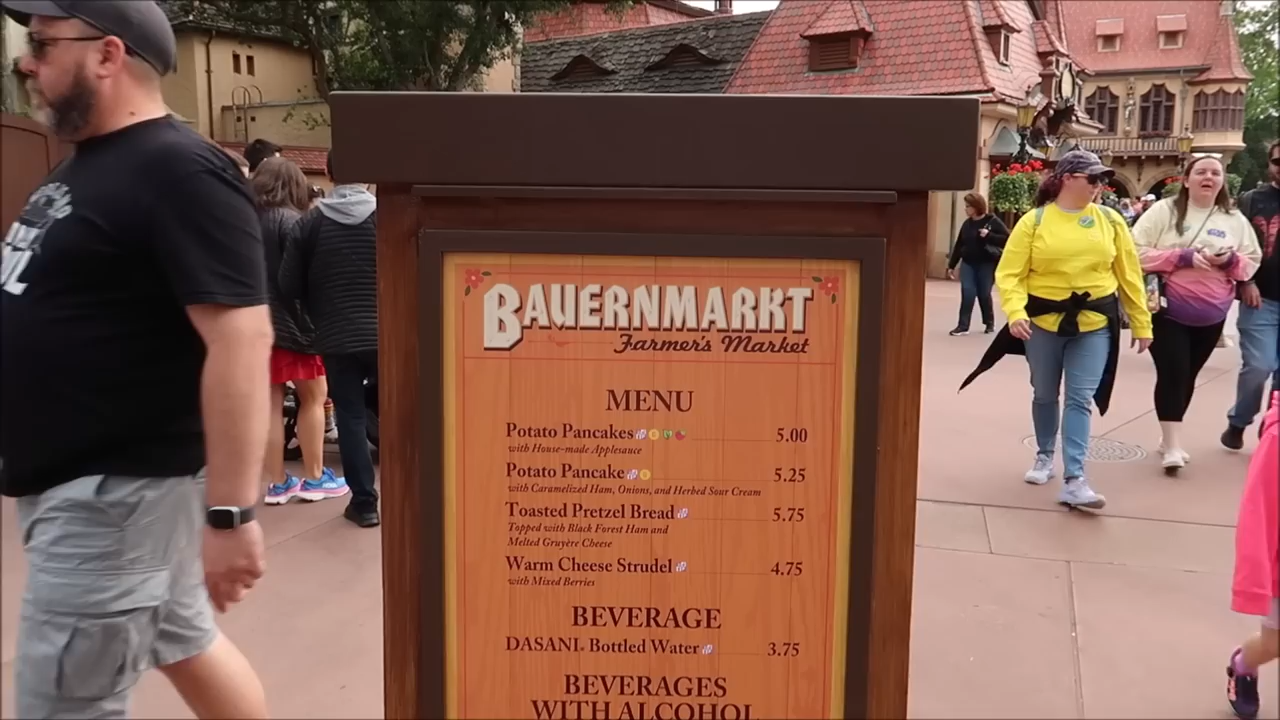 BAUERNMARKT
Farmer's Market
MENU
Potato Pancakes 5.00
with House-made Applesauce
Potato Pancake 5.25
with Caramelized Ham, Onions, and Herbed Sour Cream
Toasted Pretzel Bread 5.75
Topped with Black Forest Ham and
Melted Gruyère Cheese
Warm Cheese Strudel 4.75
with Mixed Berries
BEVERAGE
DASANI® Bottled Water 3.75
BEVERAGES
WITH ALCOHOL